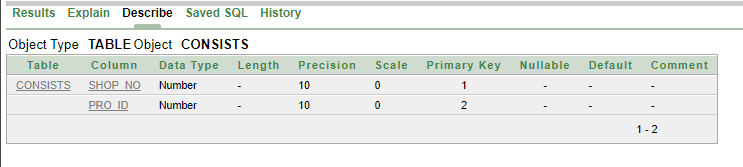 Results Explain Describe Saved SQL History
Object Type TABLE Object CONSISTS
Table Column Data Type Length Precision Scale Primary Key Nullable Default Comment
CONSISTS SHOP_NO Number - 10 0 1 - - -
PRO_ID Number - 10 0 2 - - -
1 - 2